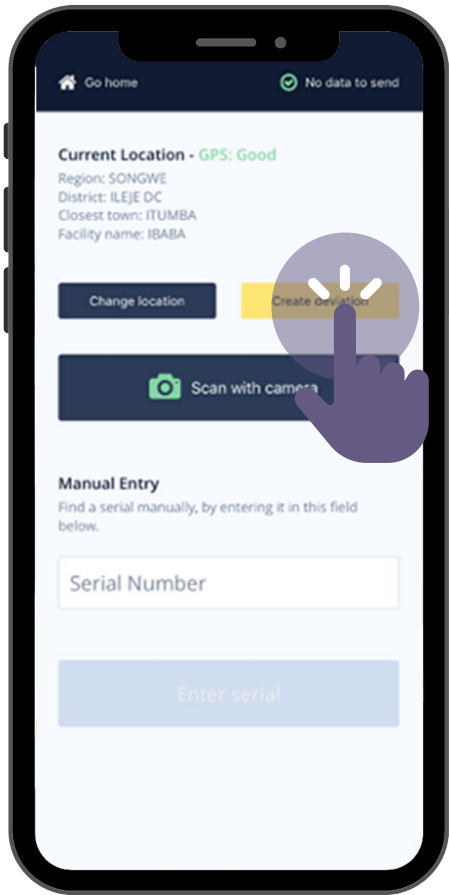 Go home
No data to send
Current Location - GPS: Good
Region: SONGWE
District: ILEJE DC
Closest town: ITUMBA
Facility name: IBABA
Change location
Create deviation
Scan with camera
Manual Entry
Find a serial manually, by entering it in this field
below.
Serial Number
Enter serial